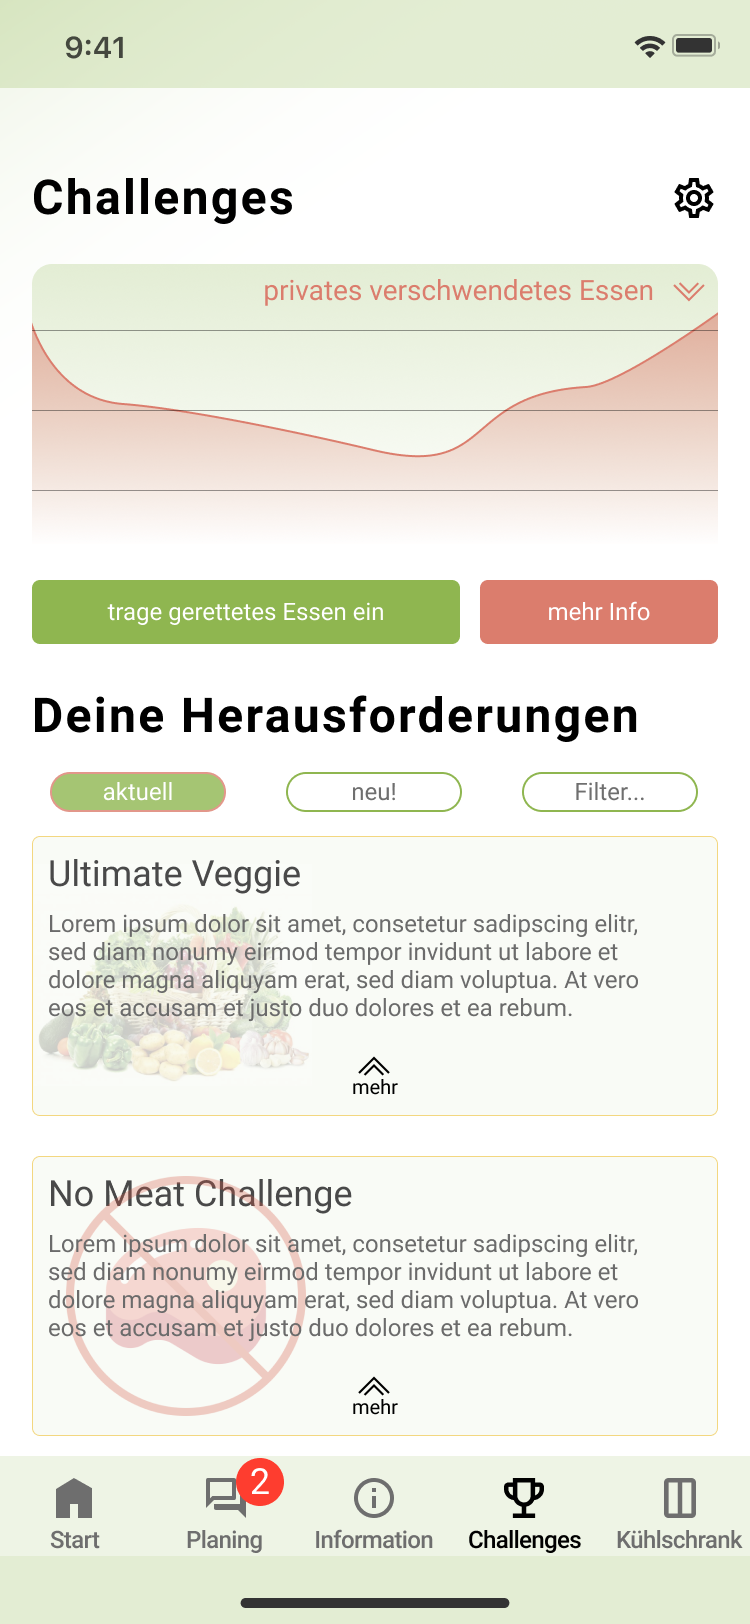 9:41
Challenges
privates verschwendetes Essen
trage gerettetes Essen ein
mehr Info
Deine Herausforderungen
aktuell
neu!
Filter...
Ultimate Veggie
Lorem ipsum dolor sit amet, consetetur sadipscing elitr,
sed diam nonumy eirmod tempor invidunt ut labore et
dolore magna aliquyam erat, sed diam voluptua. At vero
eos et accusam et justo duo dolores et ea rebum.
mehr
No Meat Challenge
Lorem ipsum dolor sit amet, consetetur sadipscing elitr,
sed diam nonumy eirmod tempor invidunt ut labore et
dolore magna aliquyam erat, sed diam voluptua. At vero
eos et accusam et justo duo dolores et ea rebum.
mehr
2
Start
Planing
Information
Challenges
Kühlschrank